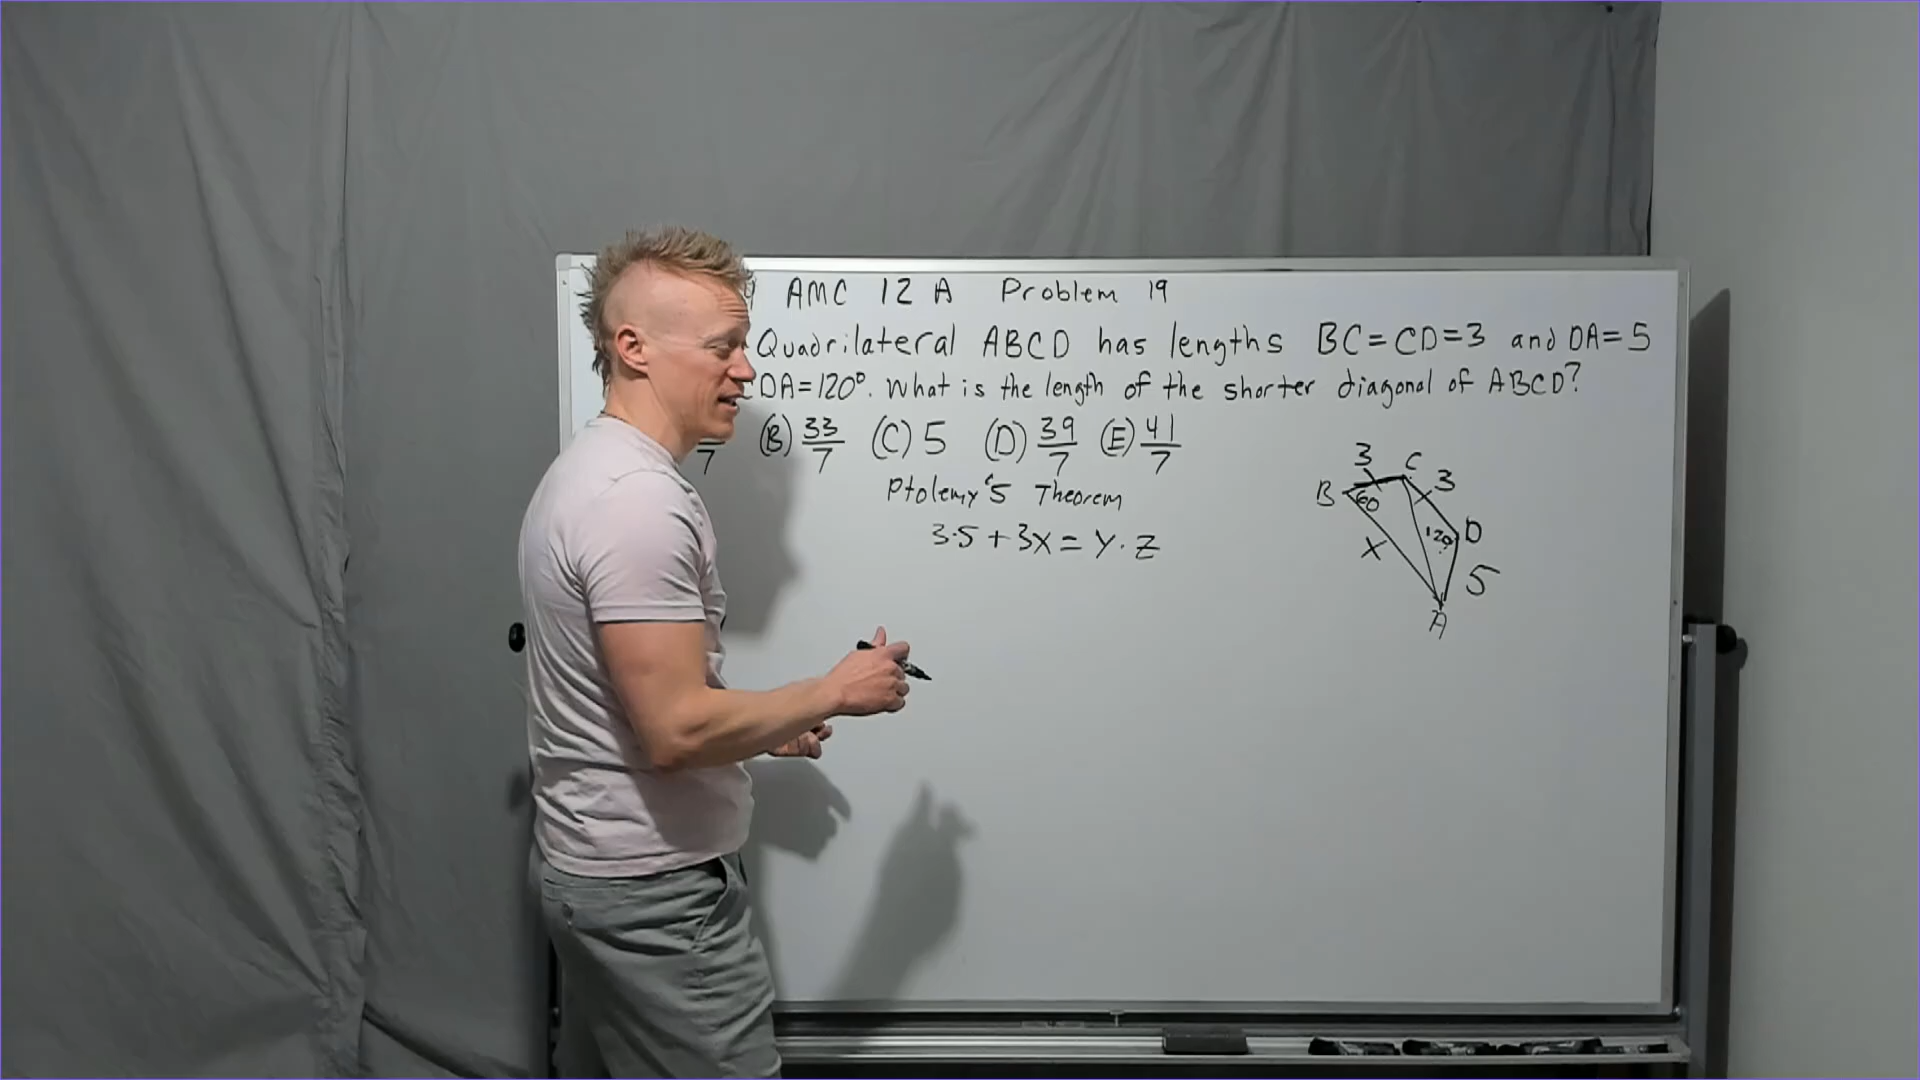 AMC 12 A Problem 19
Quadrilateral ABCD has lengths BC=CD=3 and DA=5
DA=120°. What is the length of the shorter diagonal of ABCD?
7 (B) 33/7 (C) 5 (D) 39/7 (E) 41/7
Ptolemy's Theorem
3·5+3x=y·z
3 C 3
B 60
120 D
x 5
A